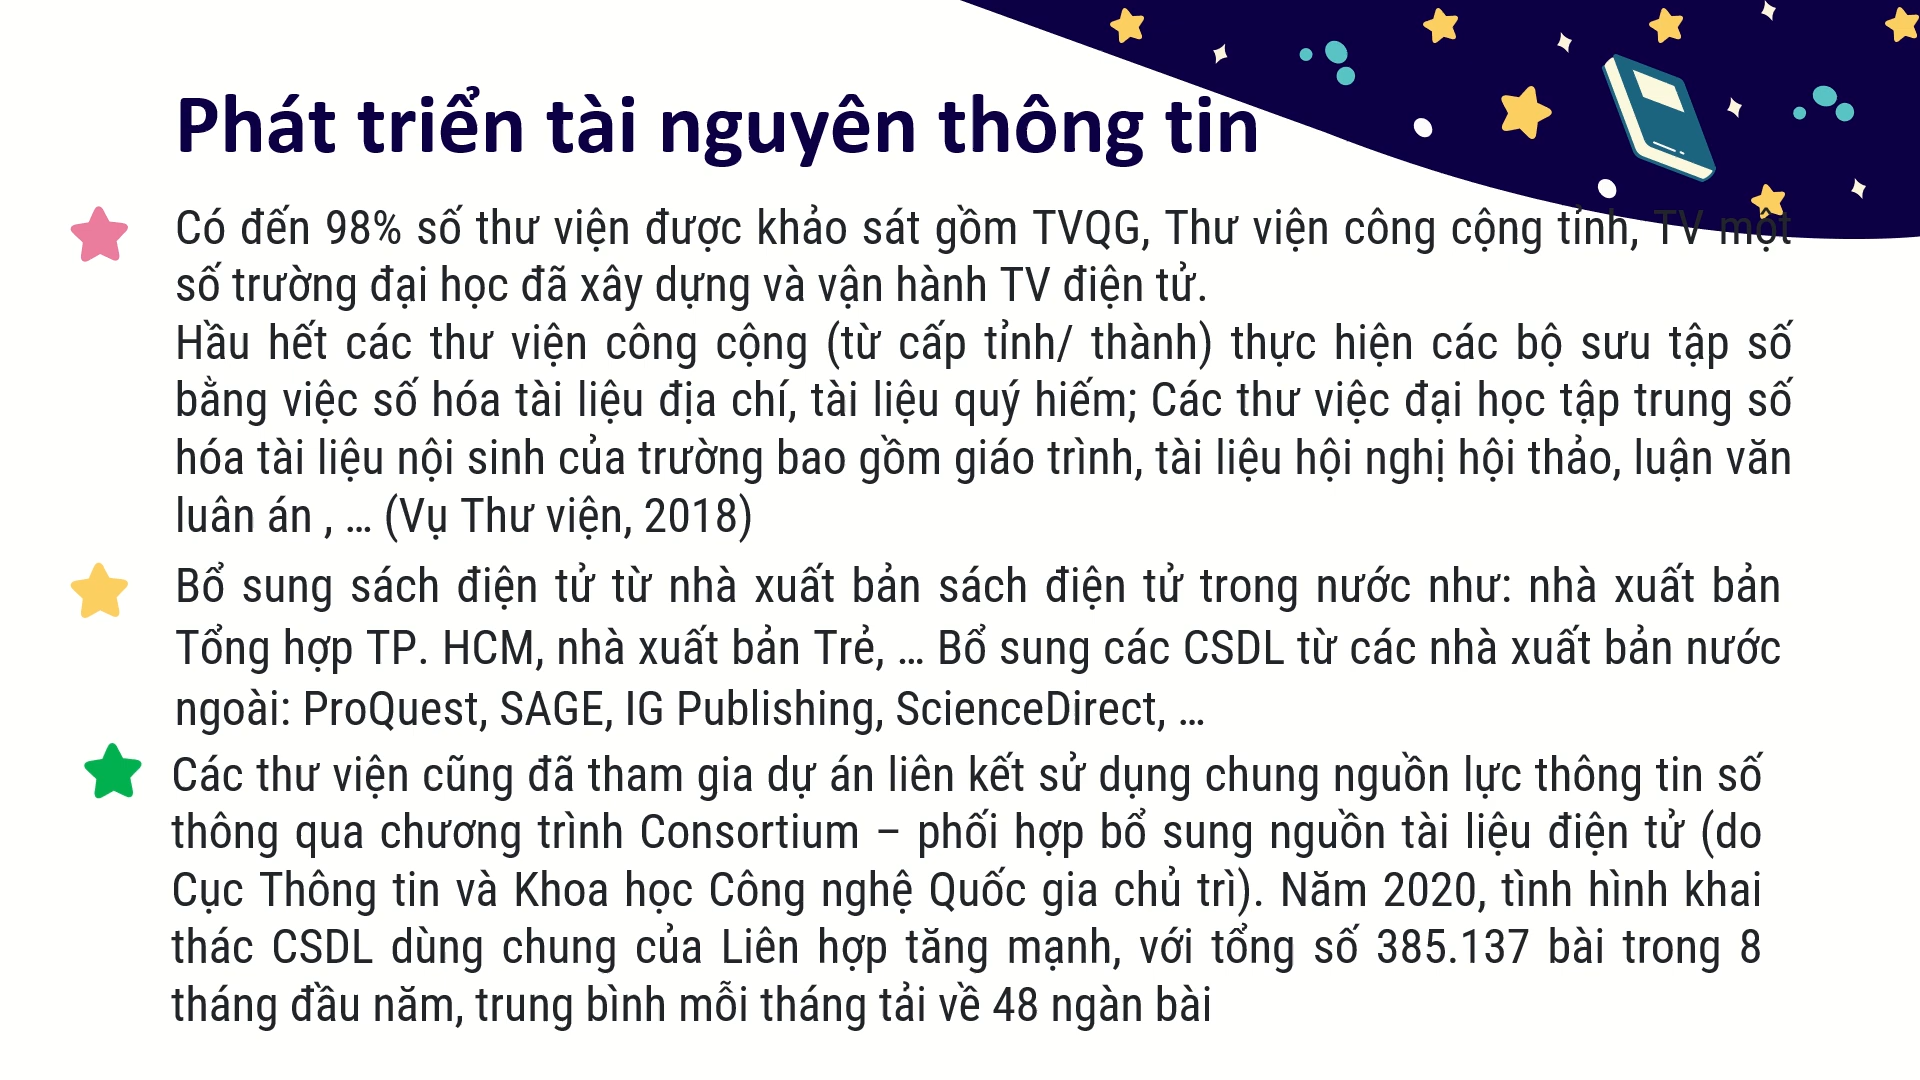 Phát triển tài nguyên thông tin
Có đến 98% số thư viện được khảo sát gồm TVQG, Thư viện công cộng tỉnh, TV một
số trường đại học đã xây dựng và vận hành TV điện tử.
Hầu hết các thư viện công cộng (từ cấp tỉnh/ thành) thực hiện các bộ sưu tập số
bằng việc số hóa tài liệu địa chí, tài liệu quý hiếm; Các thư việc đại học tập trung số
hóa tài liệu nội sinh của trường bao gồm giáo trình, tài liệu hội nghị hội thảo, luận văn
luân án , … (Vụ Thư viện, 2018)
Bổ sung sách điện tử từ nhà xuất bản sách điện tử trong nước như: nhà xuất bản
Tổng hợp TP. HCM, nhà xuất bản Trẻ, … Bổ sung các CSDL từ các nhà xuất bản nước
ngoài: ProQuest, SAGE, IG Publishing, ScienceDirect, …
Các thư viện cũng đã tham gia dự án liên kết sử dụng chung nguồn lực thông tin số
thông qua chương trình Consortium – phối hợp bổ sung nguồn tài liệu điện tử (do
Cục Thông tin và Khoa học Công nghệ Quốc gia chủ trì). Năm 2020, tình hình khai
thác CSDL dùng chung của Liên hợp tăng mạnh, với tổng số 385.137 bài trong 8
tháng đầu năm, trung bình mỗi tháng tải về 48 ngàn bài